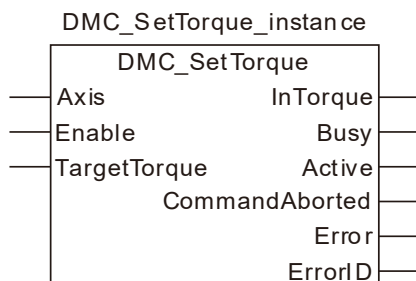 DMC_SetTorque_instance
DMC_SetTorque
Axis InTorque
Enable Busy
TargetTorque Active
CommandAborted
Error
ErrorID